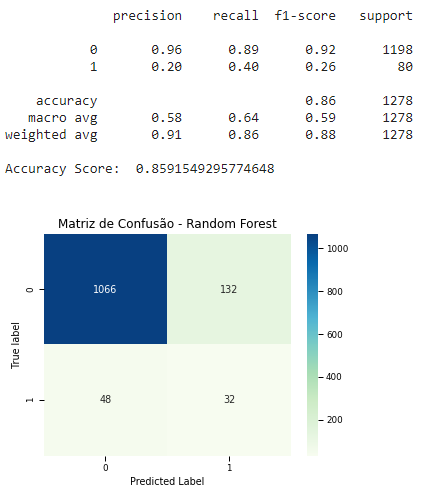 precision recall f1-score support
0 0.96 0.89 0.92 1198
1 0.20 0.40 0.26 80
accuracy 0.86 1278
macro avg 0.58 0.64 0.59 1278
weighted avg 0.91 0.86 0.88 1278
Accuracy Score: 0.8591549295774648
Matriz de Confusão - Random Forest
1000
800
600
400
200
True label
0
1066 132
1
48 32
0 1
Predicted Label